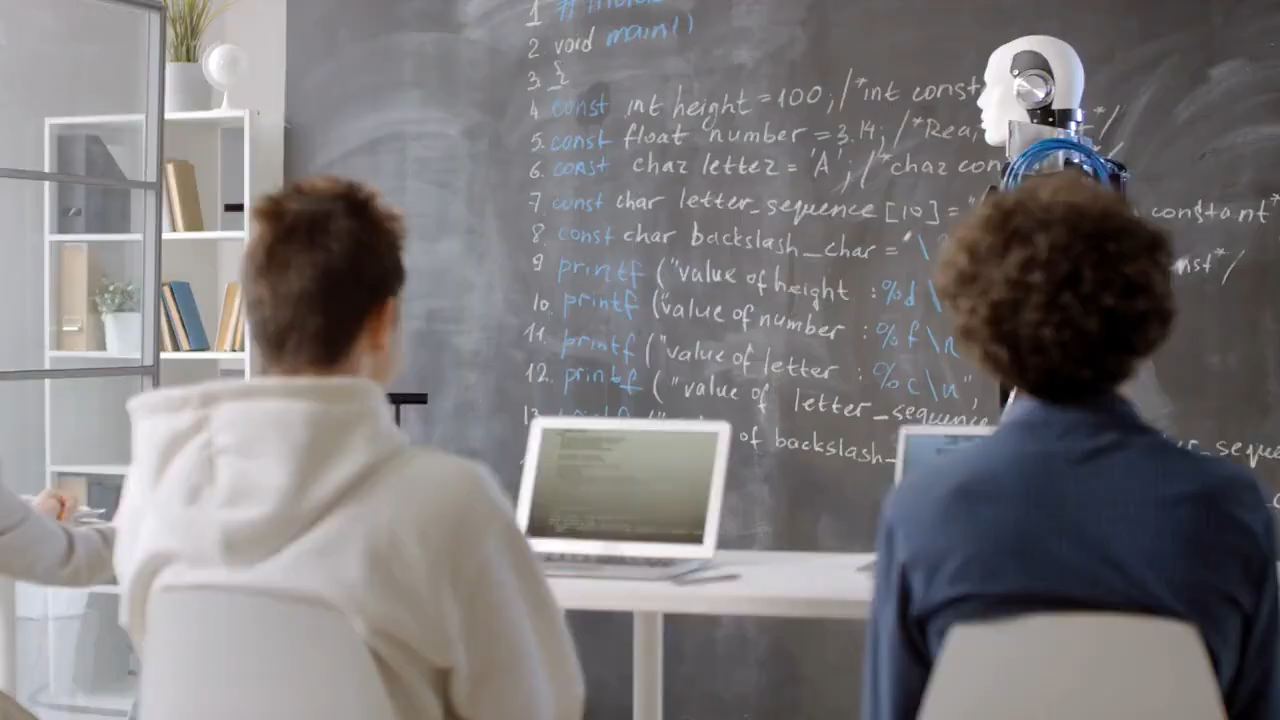 1
2 void main()
3. {
4 const int height = 100; /*int const
5. const float number = 3.14; /*Rea */
6. const char letter = 'A'; /*char con
7. const char letter_sequence [10] = " constant*
8. const char backslash_char = '\ nst*/
9 printf ("value of height : %d \
10. printf ("value of number : %f \n
11. printf ("value of letter : %c \n",
12. printf ("value of letter_sequence
13 of backslash_ er_seque